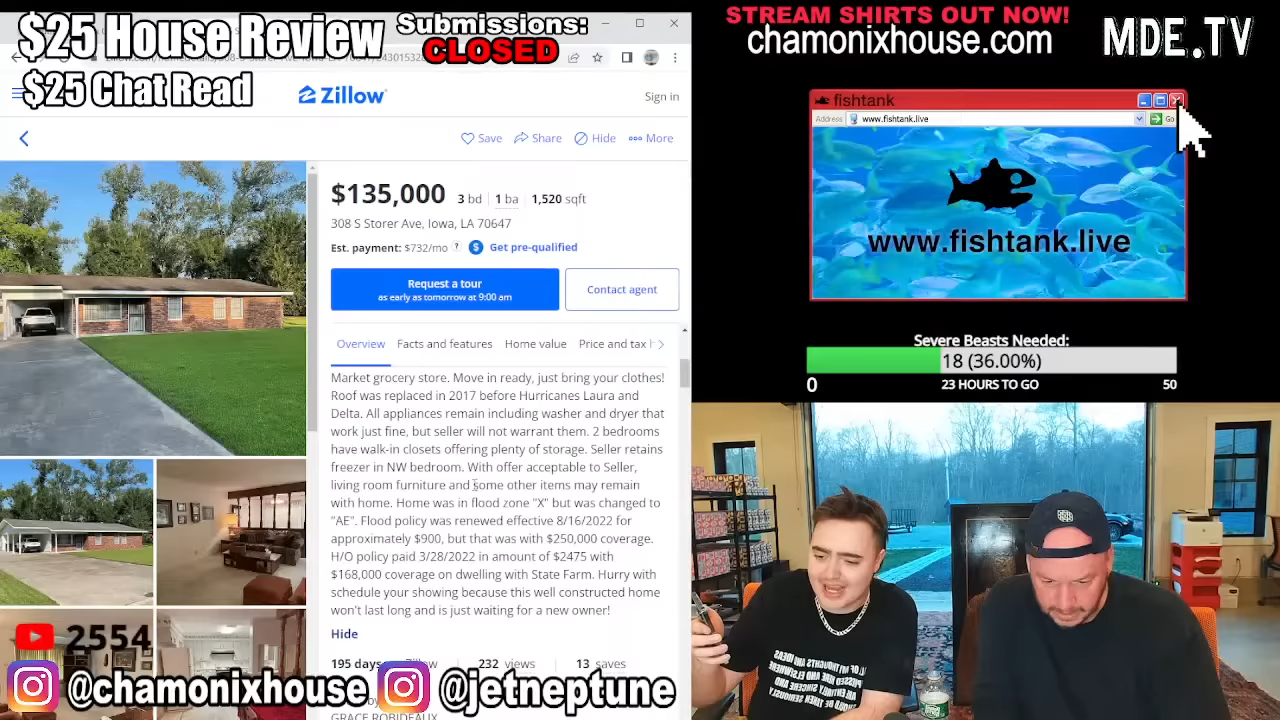 $25 House Review
$25 Chat Read
Submissions:
CLOSED
Zillow
Sign in
Save
Share
Hide
More
$135,000
3 bd
1 ba
1,520 sqft
308 S Storer Ave, Iowa, LA 70647
Est. payment: $732/mo ?
$ Get pre-qualified
Request a tour
as early as tomorrow at 9:00 am
Contact agent
Overview
Facts and features
Home value
Price and tax
Market grocery store. Move in ready, just bring your clothes!
Roof was replaced in 2017 before Hurricanes Laura and
Delta. All appliances remain including washer and dryer that
work just fine, but seller will not warrant them. 2 bedrooms
have walk-in closets offering plenty of storage. Seller retains
freezer in NW bedroom. With offer acceptable to Seller,
living room furniture and some other items may remain
with home. Home was in flood zone "X" but was changed to
"AE". Flood policy was renewed effective 8/16/2022 for
approximately $900, but that was with $250,000 coverage.
H/O policy paid 3/28/2022 in amount of $2475 with
$168,000 coverage on dwelling with State Farm. Hurry with
schedule your showing because this well constructed home
won't last long and is just waiting for a new owner!
Hide
195 days
232 views
13 saves
GRACE ROBIDEAUX
2554
@chamonixhouse
@jetneptune
STREAM SHIRTS OUT NOW!
chamonixhouse.com
MDE.TV
fishtank
Address
www.fishtank.live
Go
www.fishtank.live
Severe Beasts Needed:
18 (36.00%)
0
23 HOURS TO GO
50